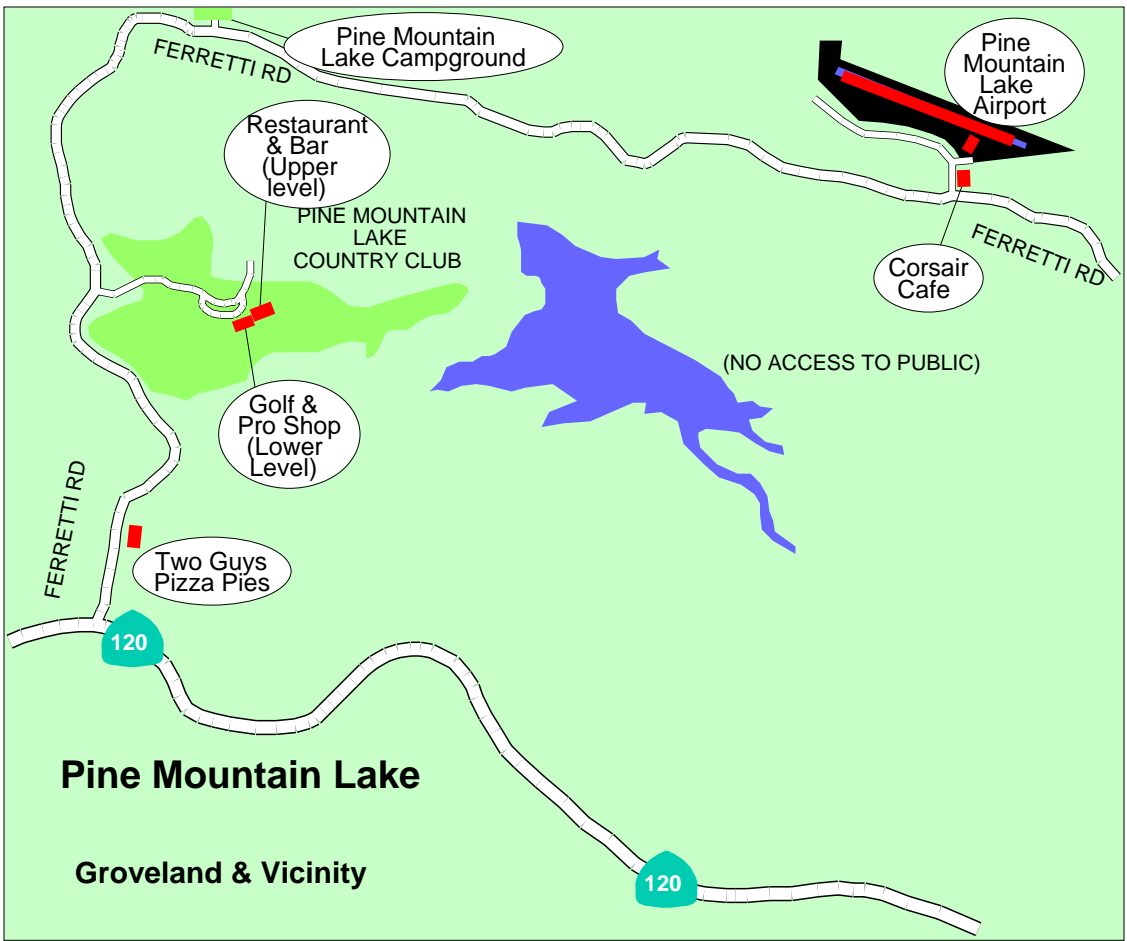 Pine Mountain
Lake Campground
FERRETTI RD
Pine
Mountain
Lake
Airport
Restaurant
& Bar
(Upper
level)
PINE MOUNTAIN
LAKE
COUNTRY CLUB
FERRETTI RD
Corsair
Cafe
(NO ACCESS TO PUBLIC)
Golf &
Pro Shop
(Lower
Level)
FERRETTI RD
Two Guys
Pizza Pies
120
Pine Mountain Lake
Groveland & Vicinity
120